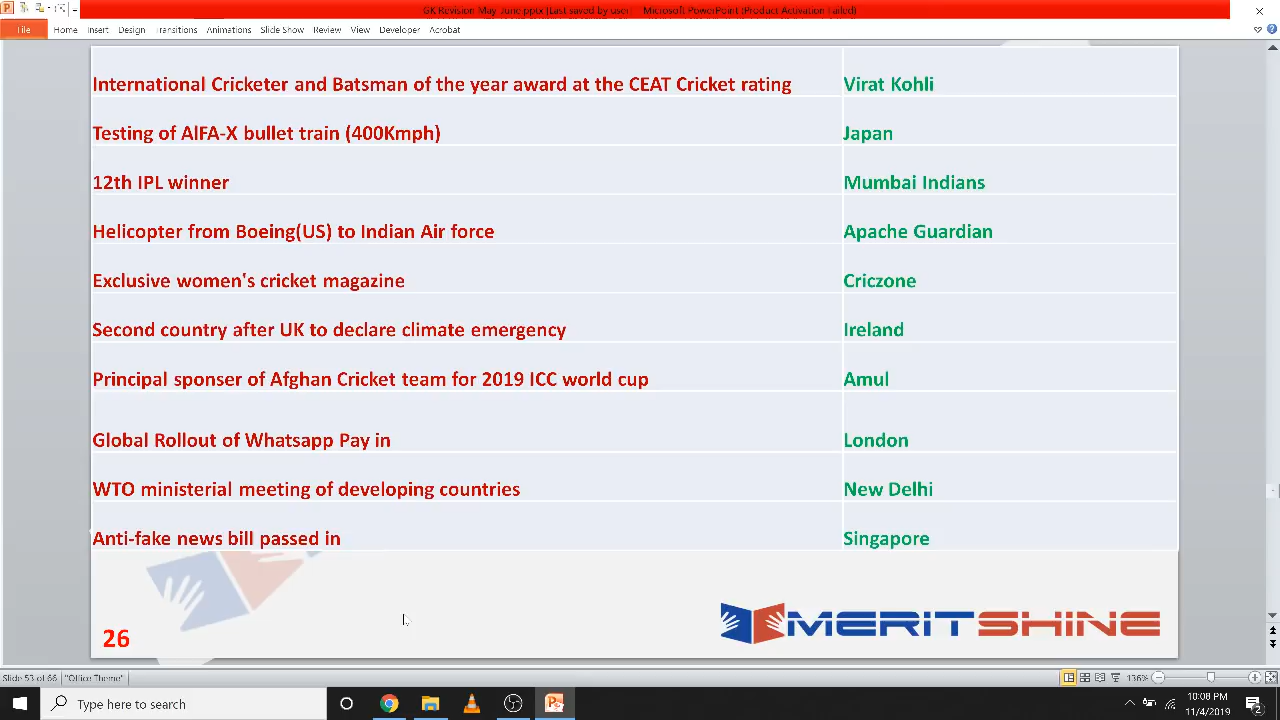 GK Revision May-June.pptx [Last saved by user] - Microsoft PowerPoint (Product Activation Failed)
File Home Insert Design Transitions Animations Slide Show Review View Developer Acrobat
International Cricketer and Batsman of the year award at the CEAT Cricket rating Virat Kohli
Testing of AlFA-X bullet train (400Kmph) Japan
12th IPL winner Mumbai Indians
Helicopter from Boeing(US) to Indian Air force Apache Guardian
Exclusive women's cricket magazine Criczone
Second country after UK to declare climate emergency Ireland
Principal sponser of Afghan Cricket team for 2019 ICC world cup Amul
Global Rollout of Whatsapp Pay in London
WTO ministerial meeting of developing countries New Delhi
Anti-fake news bill passed in Singapore
26 MERITSHINE
Slide 53 of 66 "Office Theme" 136%
Type here to search 10:08 PM
11/4/2019 2